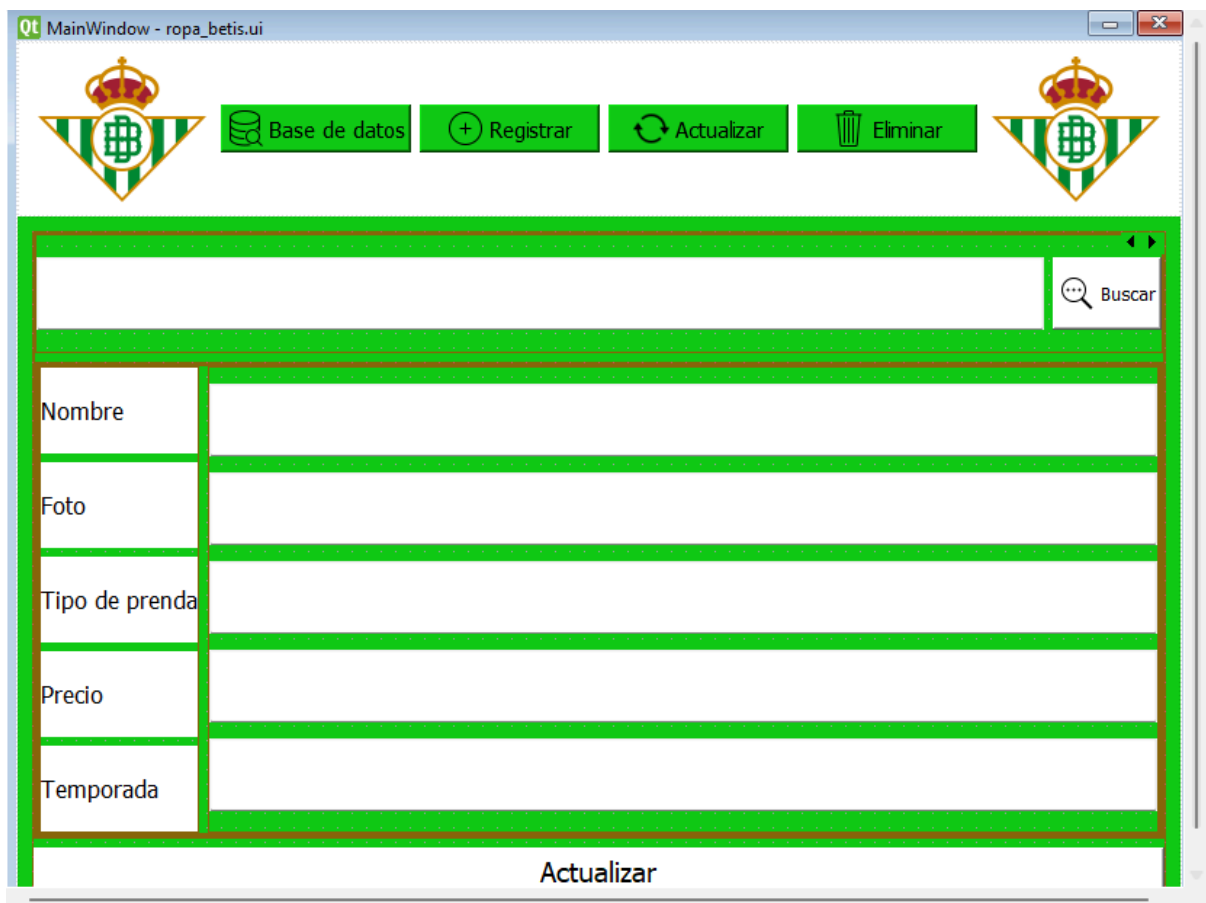 MainWindow - ropa_betis.ui
Base de datos
Registrar
Actualizar
Eliminar
Buscar
Nombre
Foto
Tipo de prenda
Precio
Temporada
Actualizar